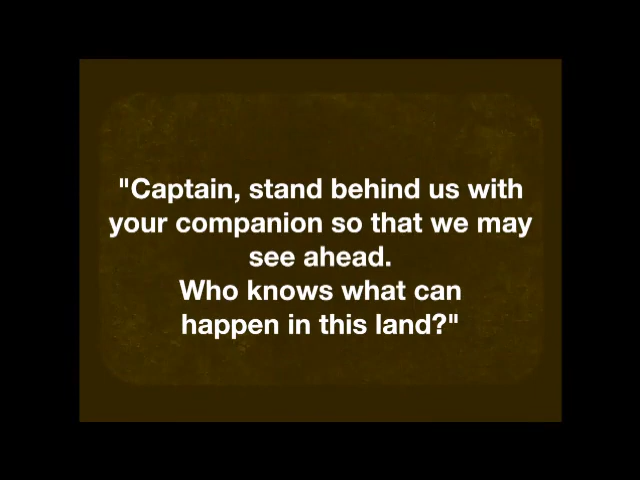 "Captain, stand behind us with
your companion so that we may
see ahead.
Who knows what can
happen in this land?"